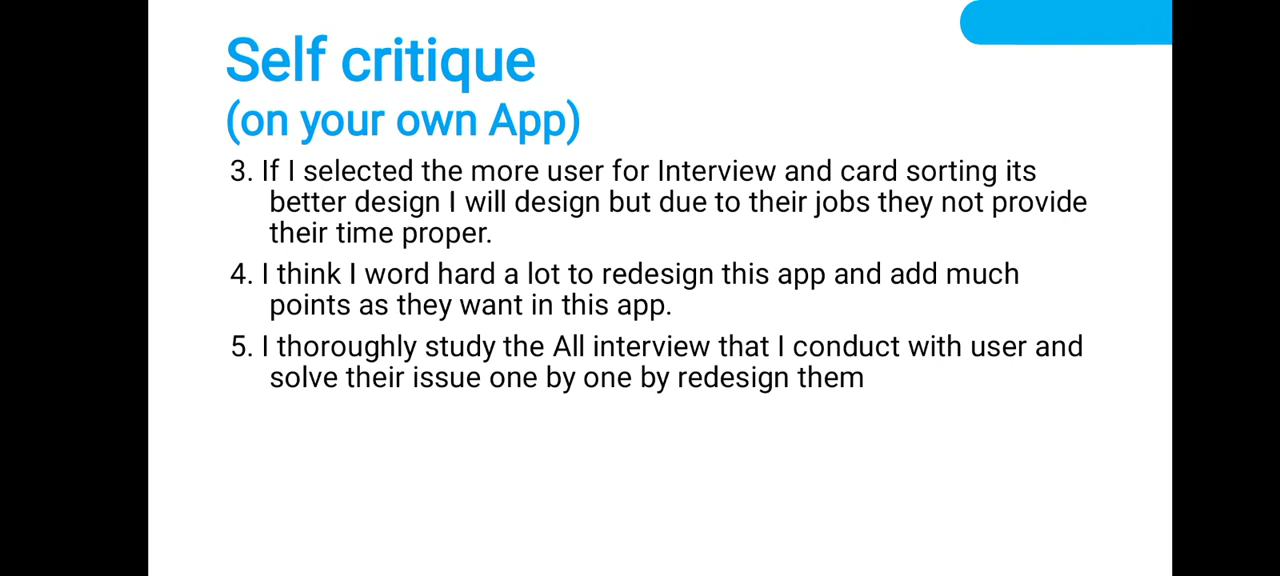 Self critique
(on your own App)
3. If I selected the more user for Interview and card sorting its
better design I will design but due to their jobs they not provide
their time proper.
4. I think I word hard a lot to redesign this app and add much
points as they want in this app.
5. I thoroughly study the All interview that I conduct with user and
solve their issue one by one by redesign them